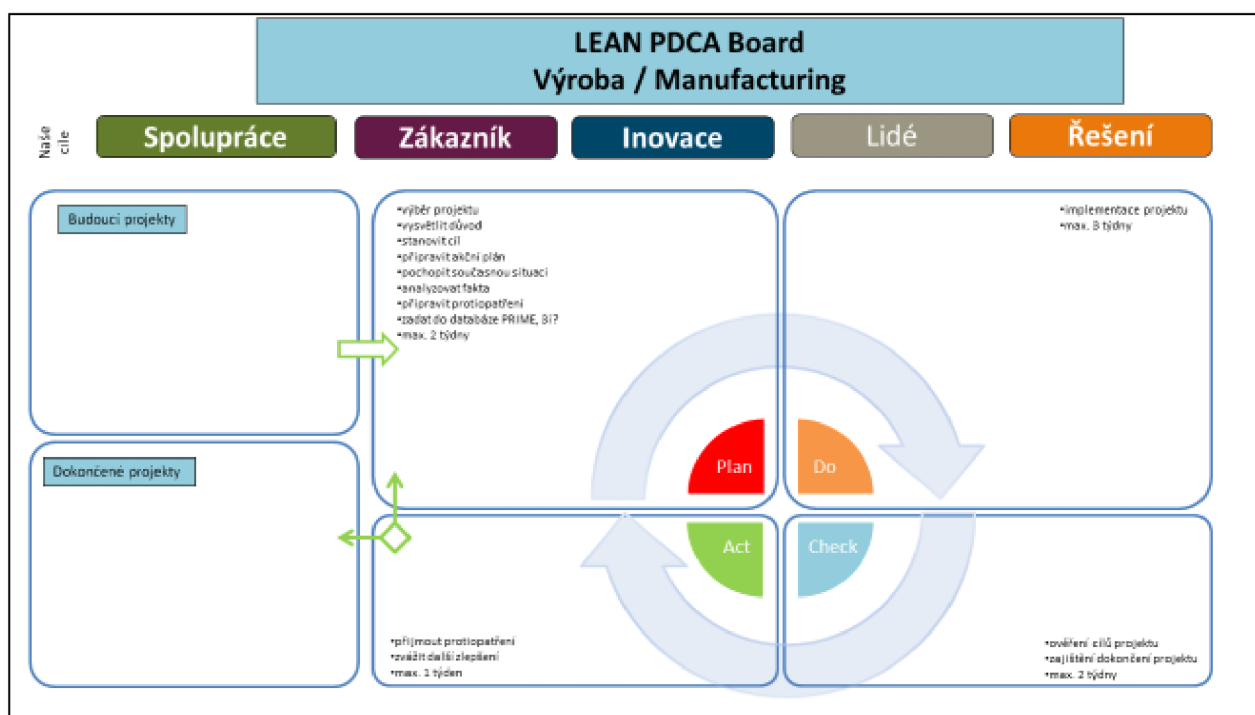 LEAN PDCA Board
Výroba / Manufacturing
Naše
cíle
Spolupráce
Zákazník
Inovace
Lidé
Řešení
Budoucí projekty
•výběr projektu
•vysvětlit důvod
•stanovit cíl
•připravit akční plán
•pochopit současnou situaci
•analyzovat fakta
•připravit protiopatření
•zadat do databáze PRIME, BI?
•max. 2 týdny
•implementace projektu
•max. 3 týdny
Plan
Do
Dokončené projekty
Act
Check
•přijmout protiopatření
•zvážit další zlepšení
•max. 1 týden
•ověření cílů projektu
•zajištění dokončení projektu
•max. 2 týdny